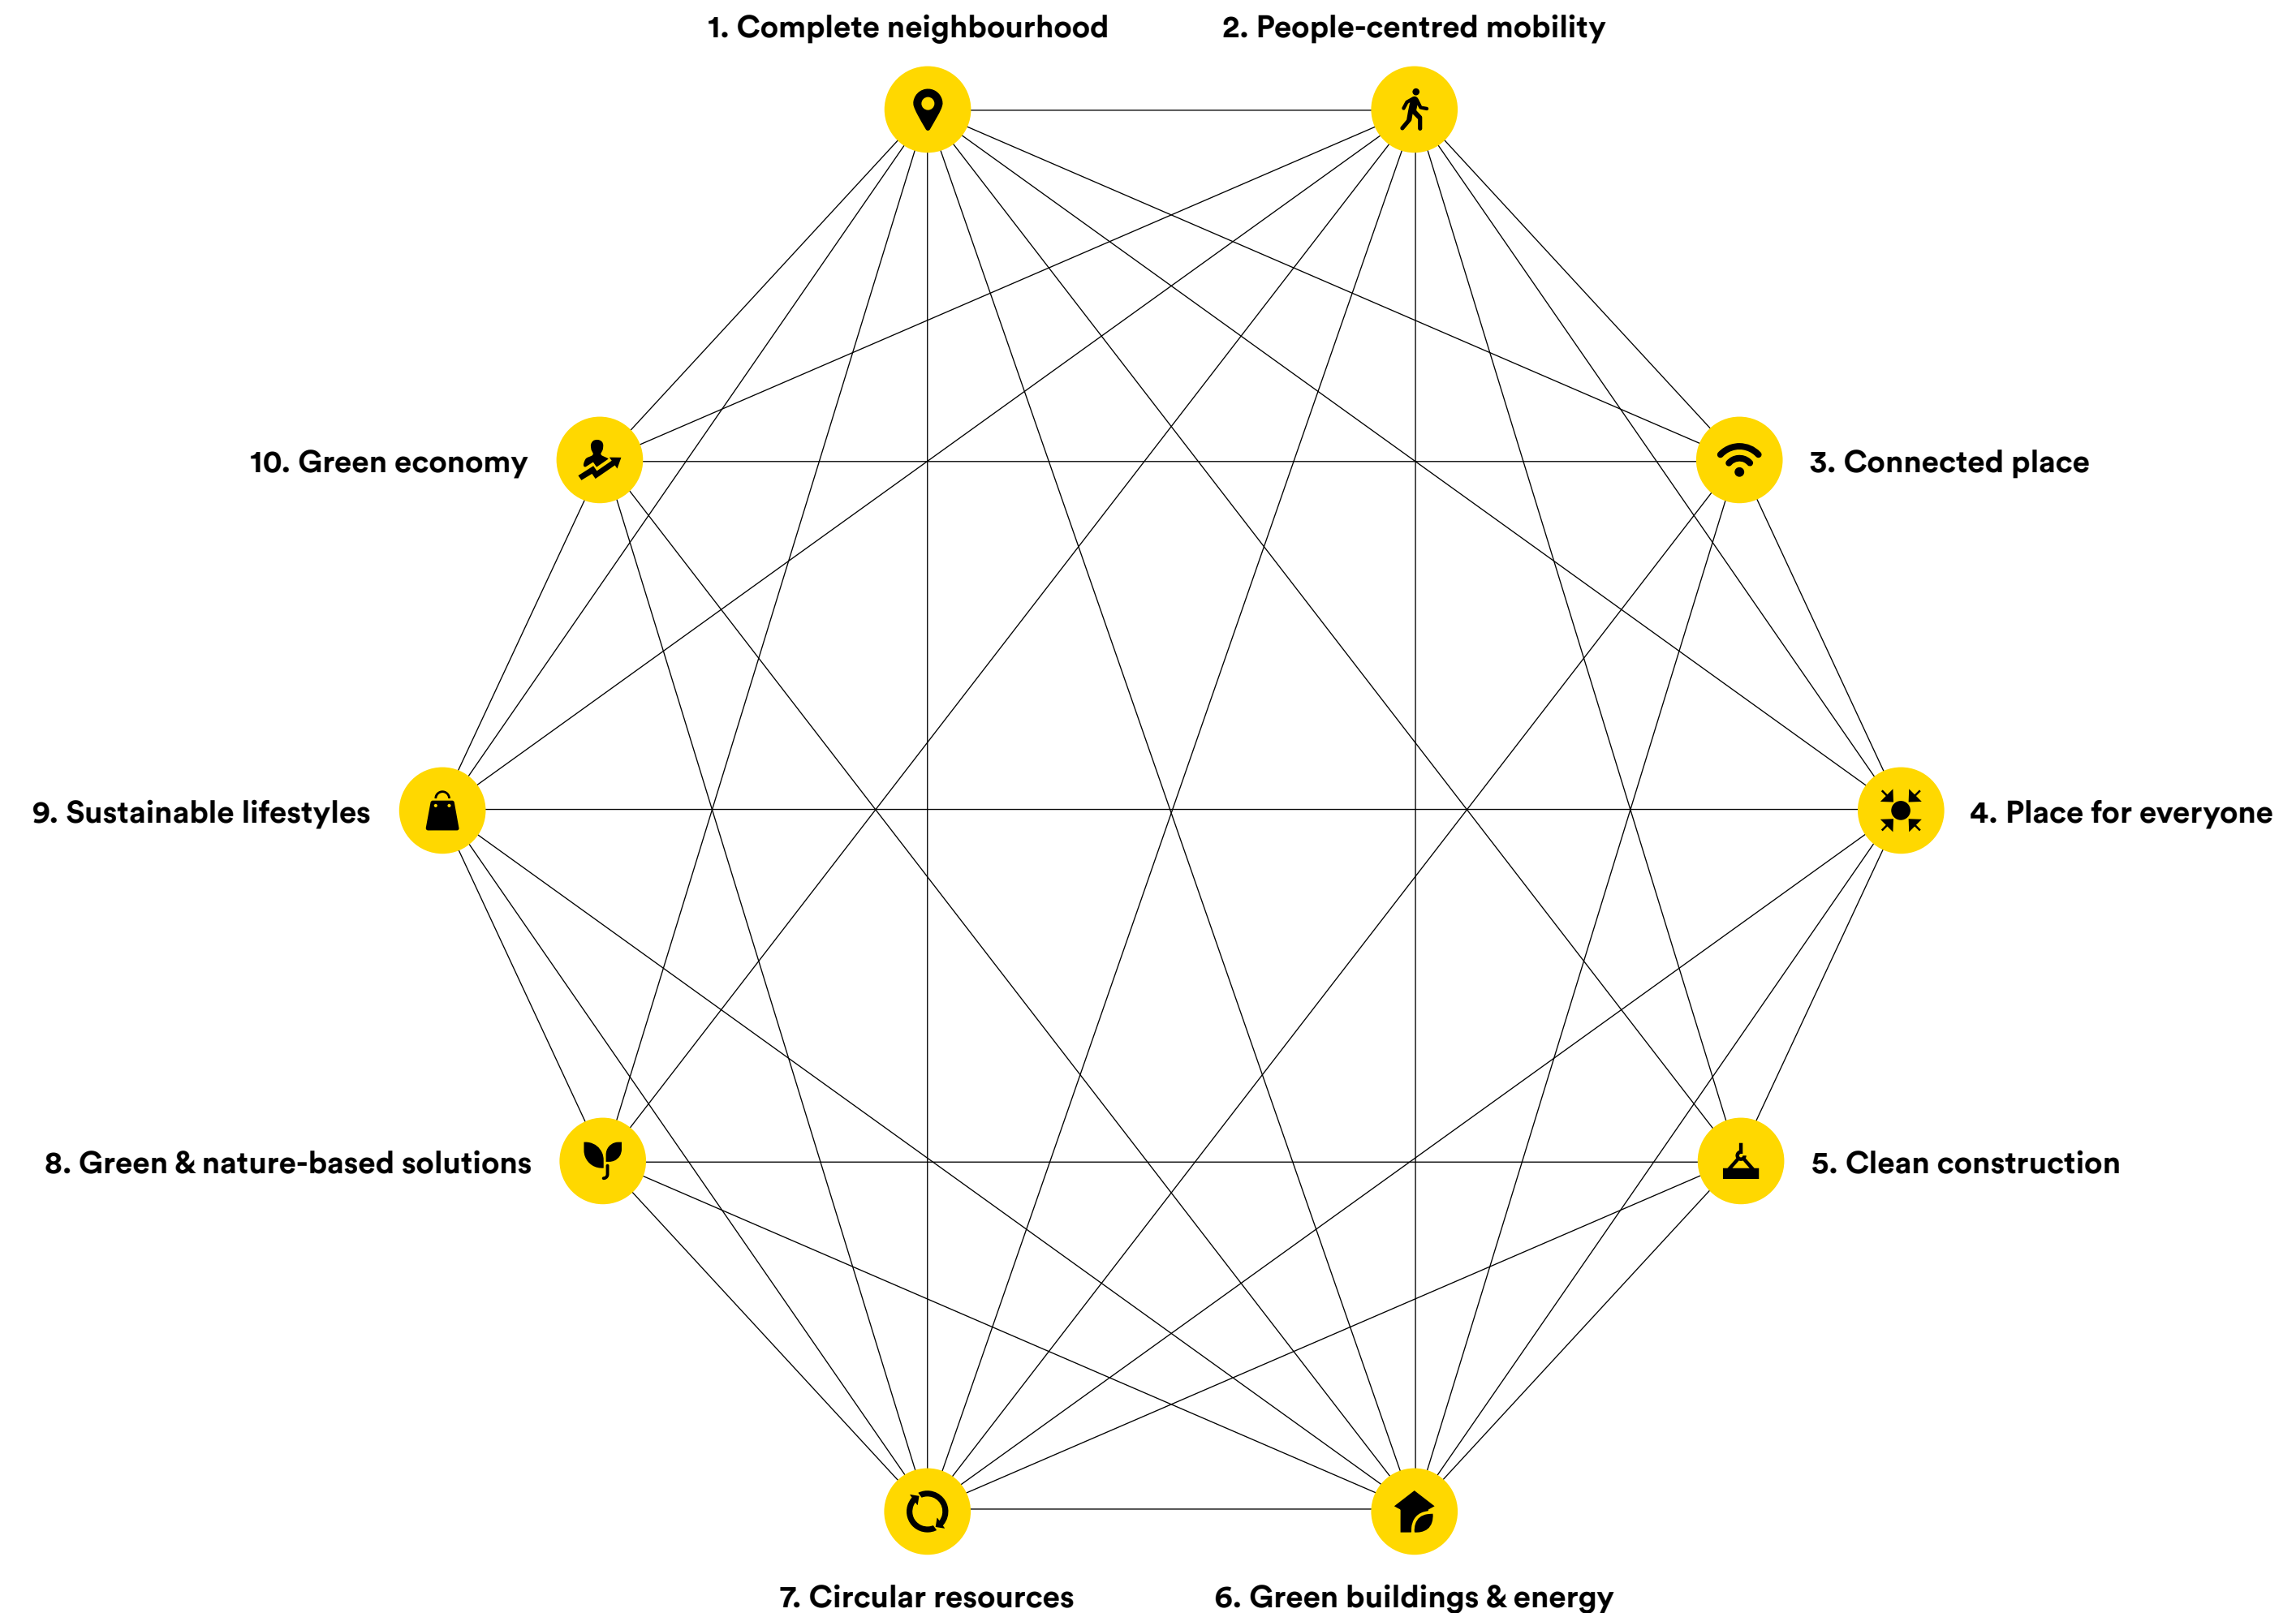 1. Complete neighbourhood
2. People-centred mobility
3. Connected place
4. Place for everyone
5. Clean construction
6. Green buildings & energy
7. Circular resources
8. Green & nature-based solutions
9. Sustainable lifestyles
10. Green economy